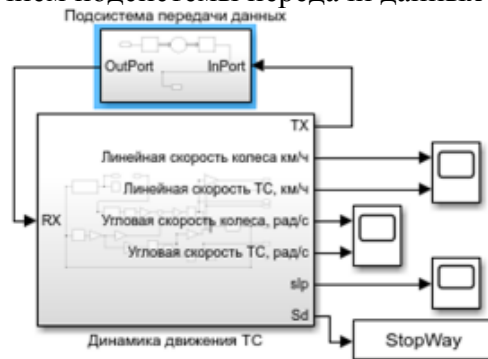 Подсистема передачи данных
OutPort
InPort
TX
Линейная скорость колеса км/ч
Линейная скорость ТС, км/ч
RX
Угловая скорость колеса, рад/с
Угловая скорость ТС, рад/с
slp
Sd
Динамика движения ТС
StopWay